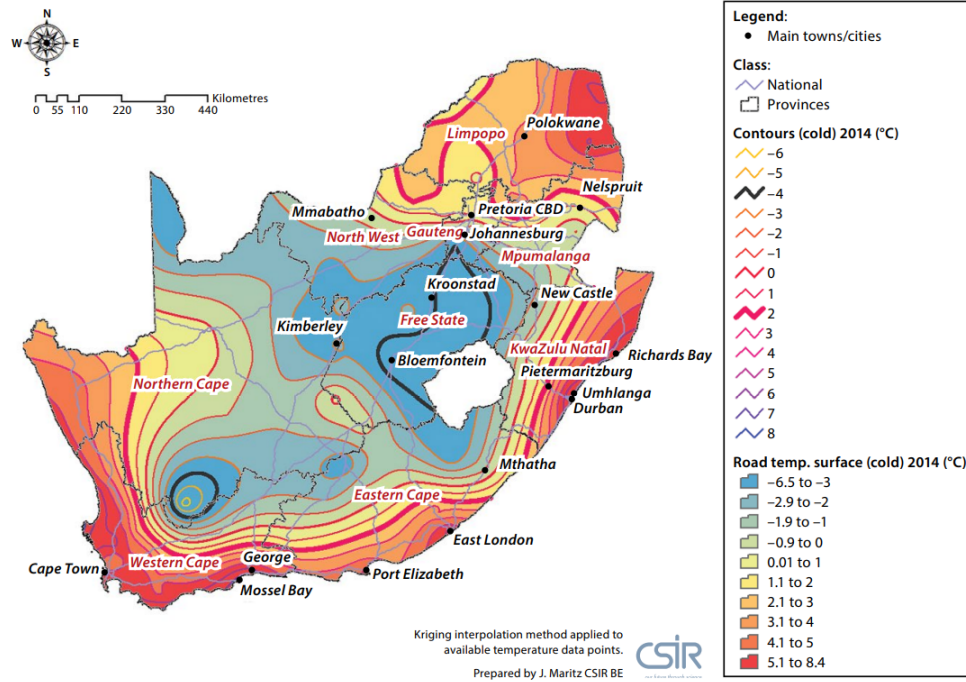 N
W E
S
Kilometres
0 55 110 220 330 440
Limpopo
Polokwane
Nelspruit
Mmabatho
Pretoria CBD
North West
Gauteng
Johannesburg
Mpumalanga
Kroonstad
New Castle
Kimberley
Free State
Bloemfontein
KwaZulu Natal
Richards Bay
Pietermaritzburg
Northern Cape
Umhlanga
Durban
Mthatha
Eastern Cape
East London
George
Cape Town
Western Cape
Port Elizabeth
Mossel Bay
Kriging interpolation method applied to
available temperature data points.
Prepared by J. Maritz CSIR BE
CSIR
Legend:
Main towns/cities
Class:
National
Provinces
Contours (cold) 2014 (°C)
–6
–5
–4
–3
–2
–1
0
1
2
3
4
5
6
7
8
Road temp. surface (cold) 2014 (°C)
–6.5 to –3
–2.9 to –2
–1.9 to –1
–0.9 to 0
0.01 to 1
1.1 to 2
2.1 to 3
3.1 to 4
4.1 to 5
5.1 to 8.4